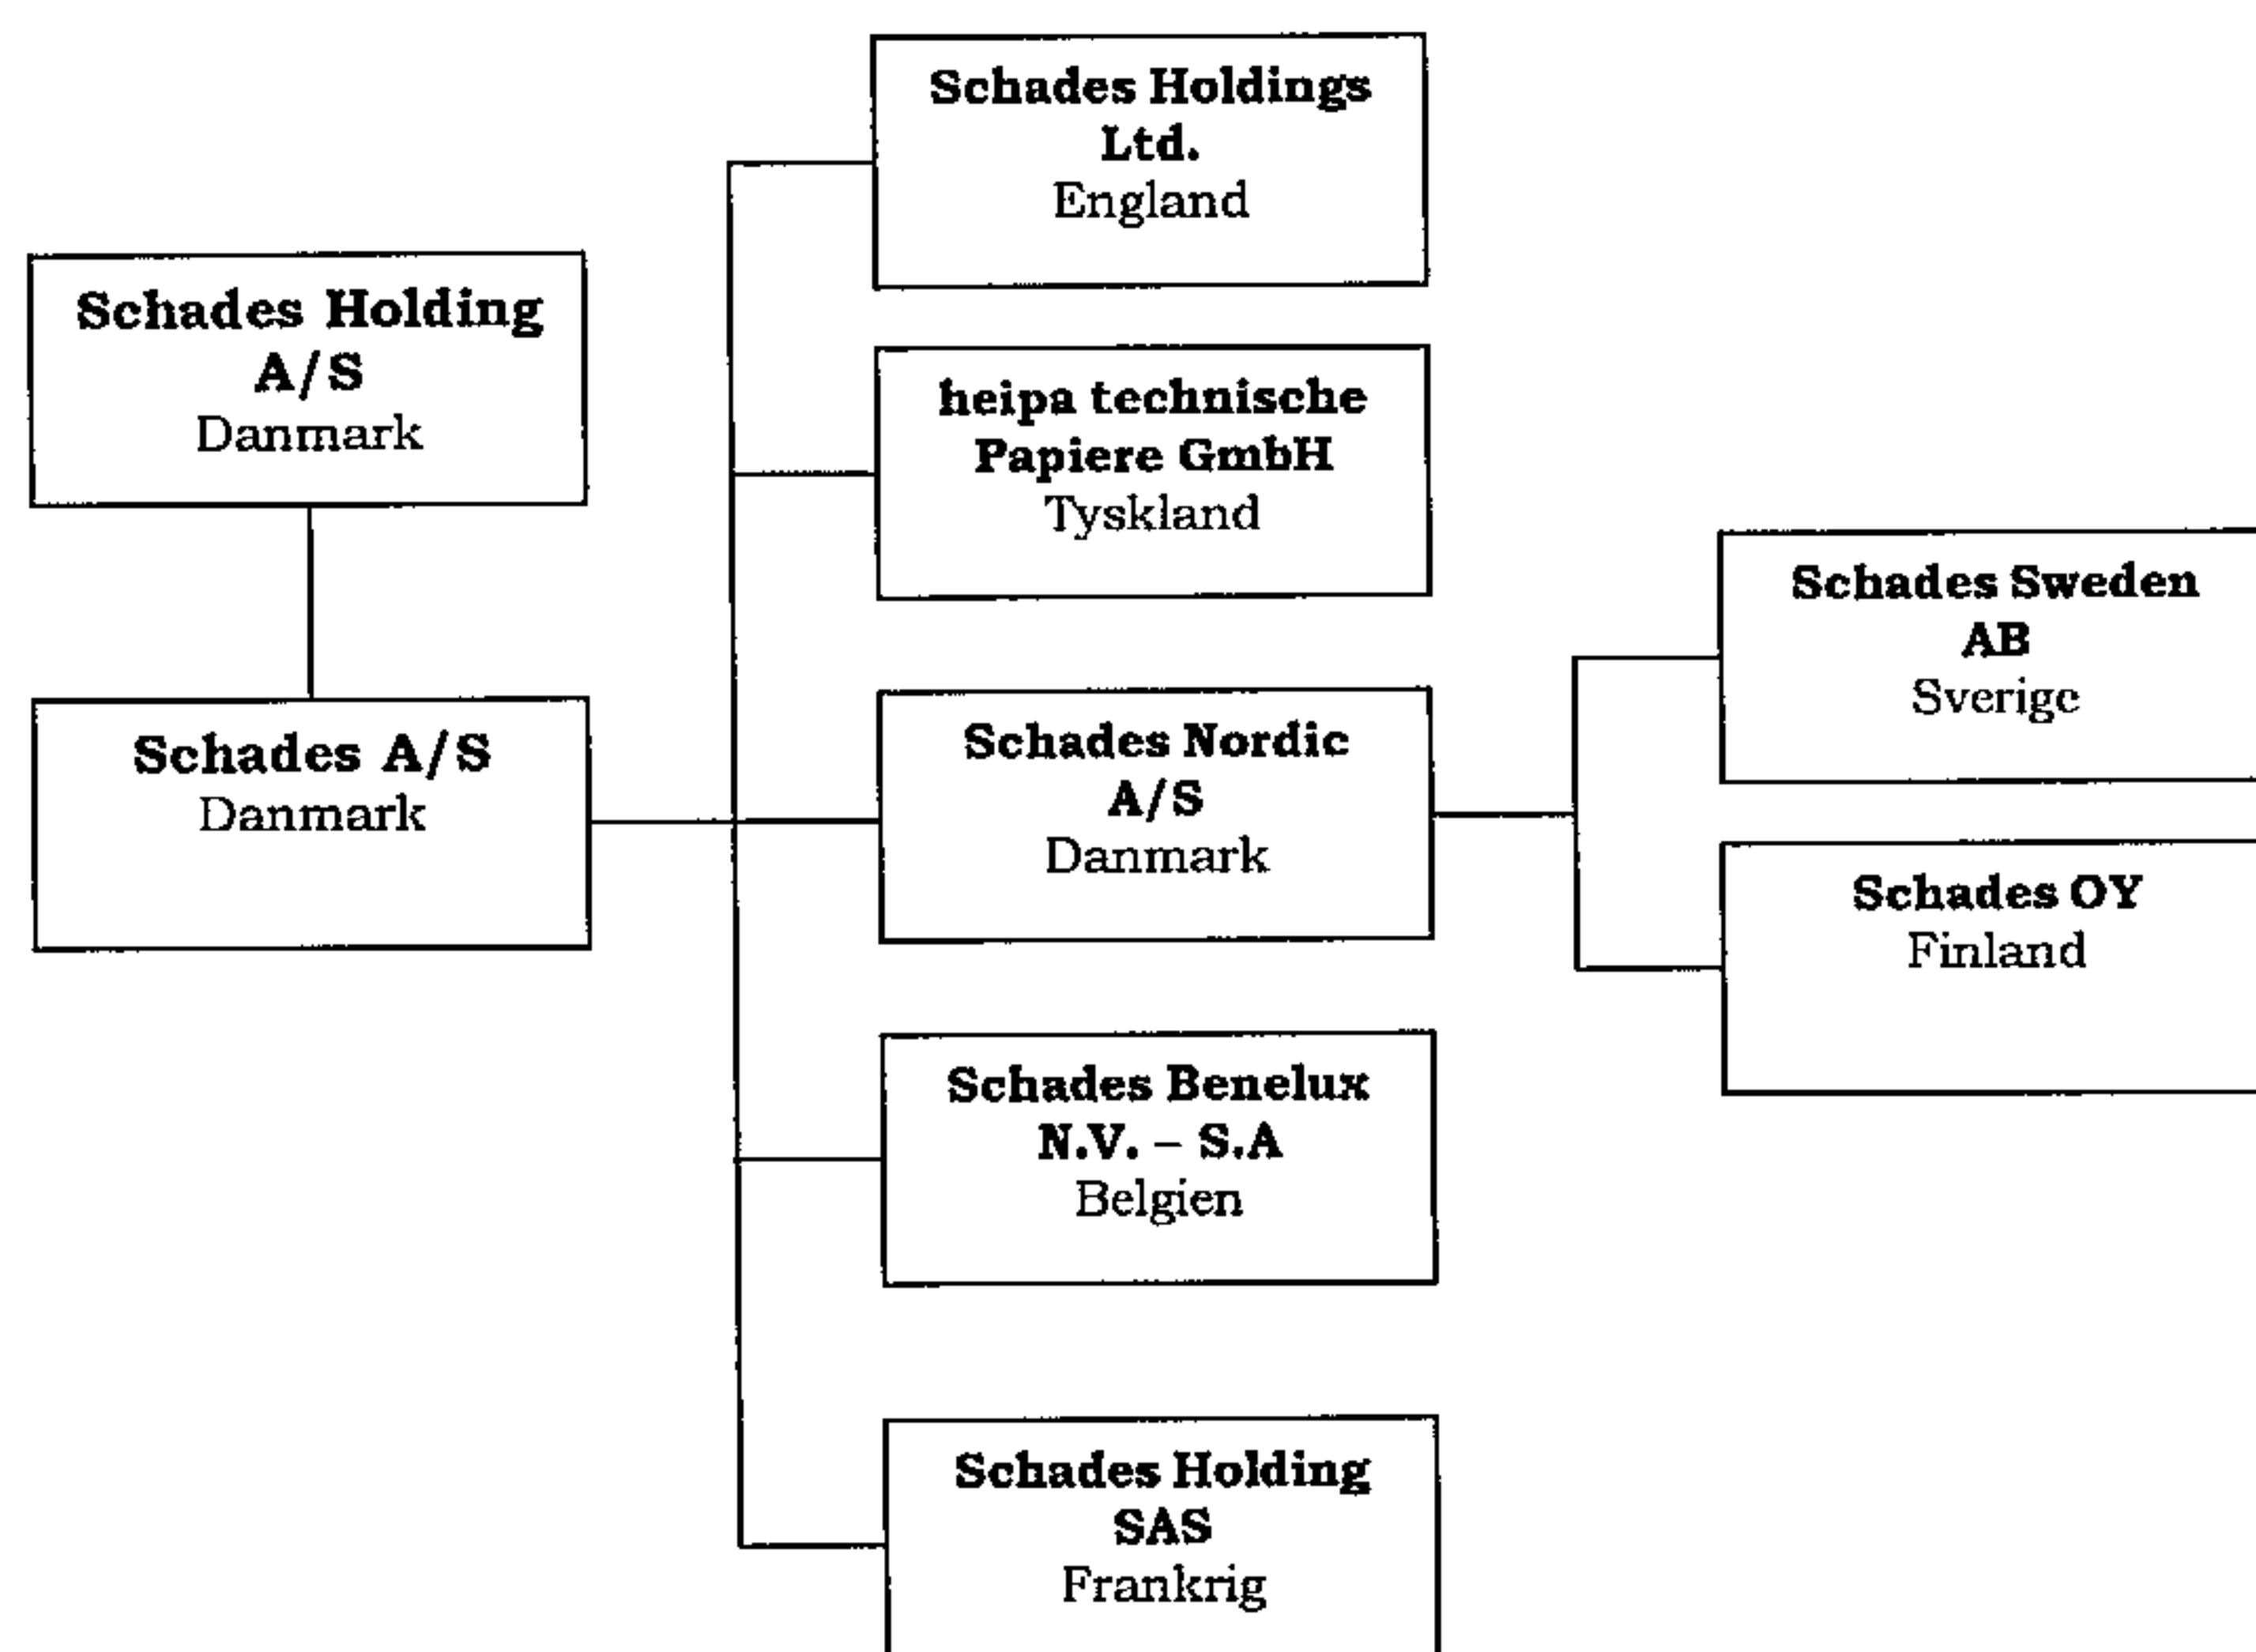 Schades Holding
A/S
Danmark
Schades A/S
Danmark
Schades Holdings
Ltd.
England
heipa technische
Papiere GmbH
Tyskland
Schades Nordic
A/S
Danmark
Schades Benelux
N.V. – S.A
Belgien
Schades Holding
SAS
Frankrig
Schades Sweden
AB
Sverige
Schades OY
Finland